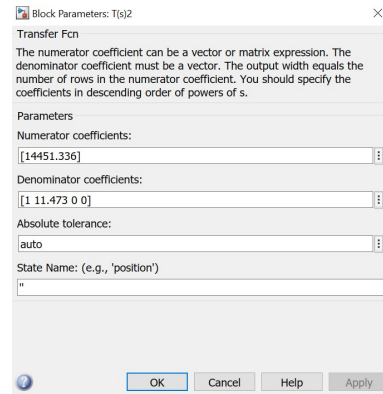 Block Parameters: T(s)2
Transfer Fcn
The numerator coefficient can be a vector or matrix expression. The
denominator coefficient must be a vector. The output width equals the
number of rows in the numerator coefficient. You should specify the
coefficients in descending order of powers of s.
Parameters
Numerator coefficients:
[14451.336]
Denominator coefficients:
[1 11.473 0 0]
Absolute tolerance:
auto
State Name: (e.g., 'position')
''
OK Cancel Help Apply